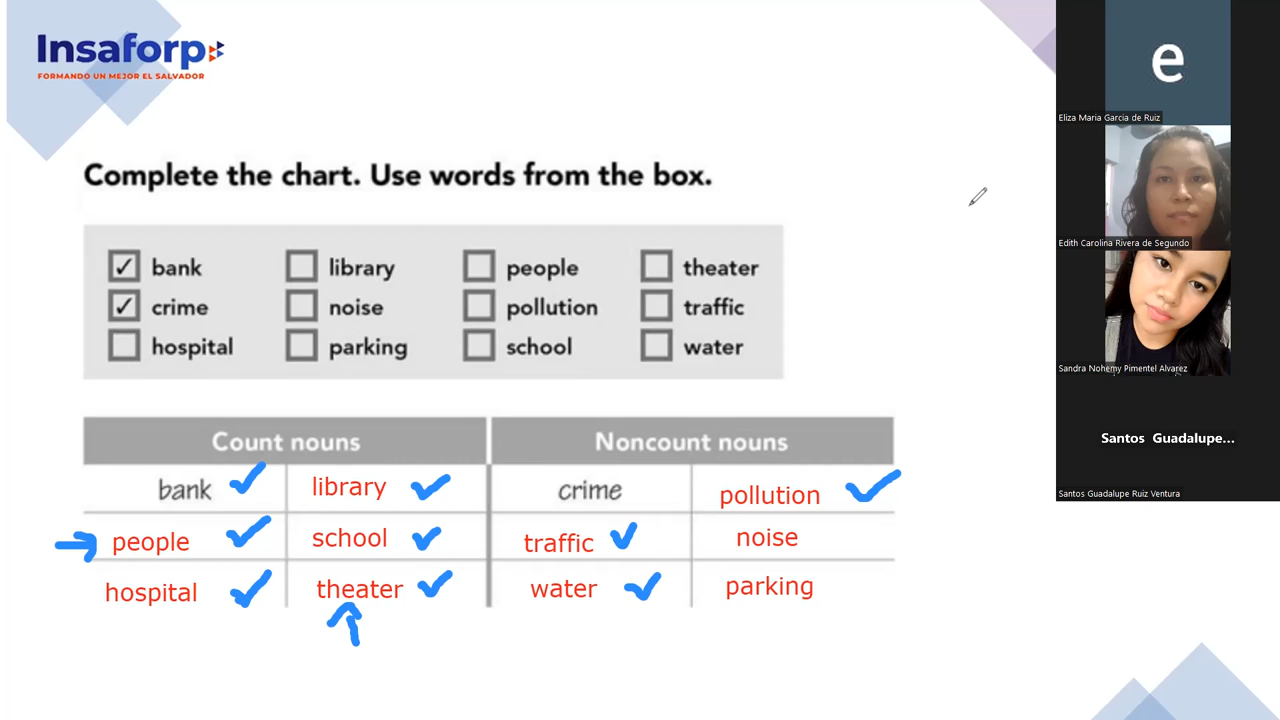 Insaforp
FORMANDO UN MEJOR EL SALVADOR
Complete the chart. Use words from the box.
bank library people theater
crime noise pollution traffic
hospital parking school water
Count nouns Noncount nouns
bank library crime pollution
people school traffic noise
hospital theater water parking
e
Eliza Maria Garcia de Ruiz
Edith Carolina Rivera de Segundo
Sandra Nohemy Pimentel Alvarez
Santos Guadalupe...
Santos Guadalupe Ruiz Ventura